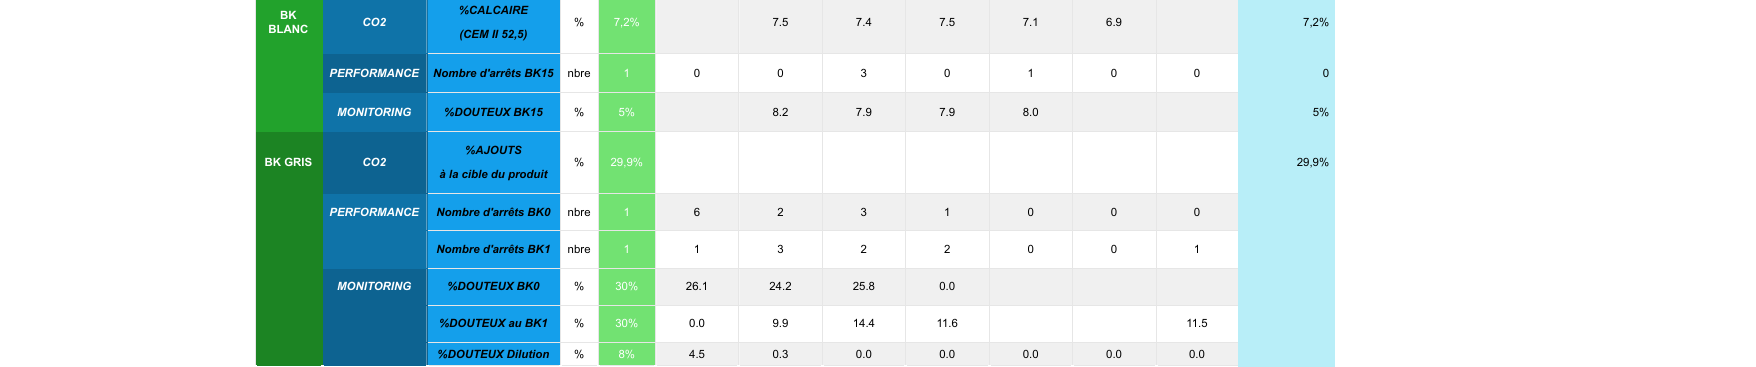 BK BLANC CO2 %CALCAIRE (CEM II 52,5) % 7,2% 7.5 7.4 7.5 7.1 6.9 7,2%
PERFORMANCE Nombre d'arrêts BK15 nbre 1 0 0 3 0 1 0 0 0
MONITORING %DOUTEUX BK15 % 5% 8.2 7.9 7.9 8.0 5%
BK GRIS CO2 %AJOUTS à la cible du produit % 29,9% 29,9%
PERFORMANCE Nombre d'arrêts BK0 nbre 1 6 2 3 1 0 0 0
Nombre d'arrêts BK1 nbre 1 1 3 2 2 0 0 1
MONITORING %DOUTEUX BK0 % 30% 26.1 24.2 25.8 0.0
%DOUTEUX au BK1 % 30% 0.0 9.9 14.4 11.6 11.5
%DOUTEUX Dilution % 8% 4.5 0.3 0.0 0.0 0.0 0.0 0.0